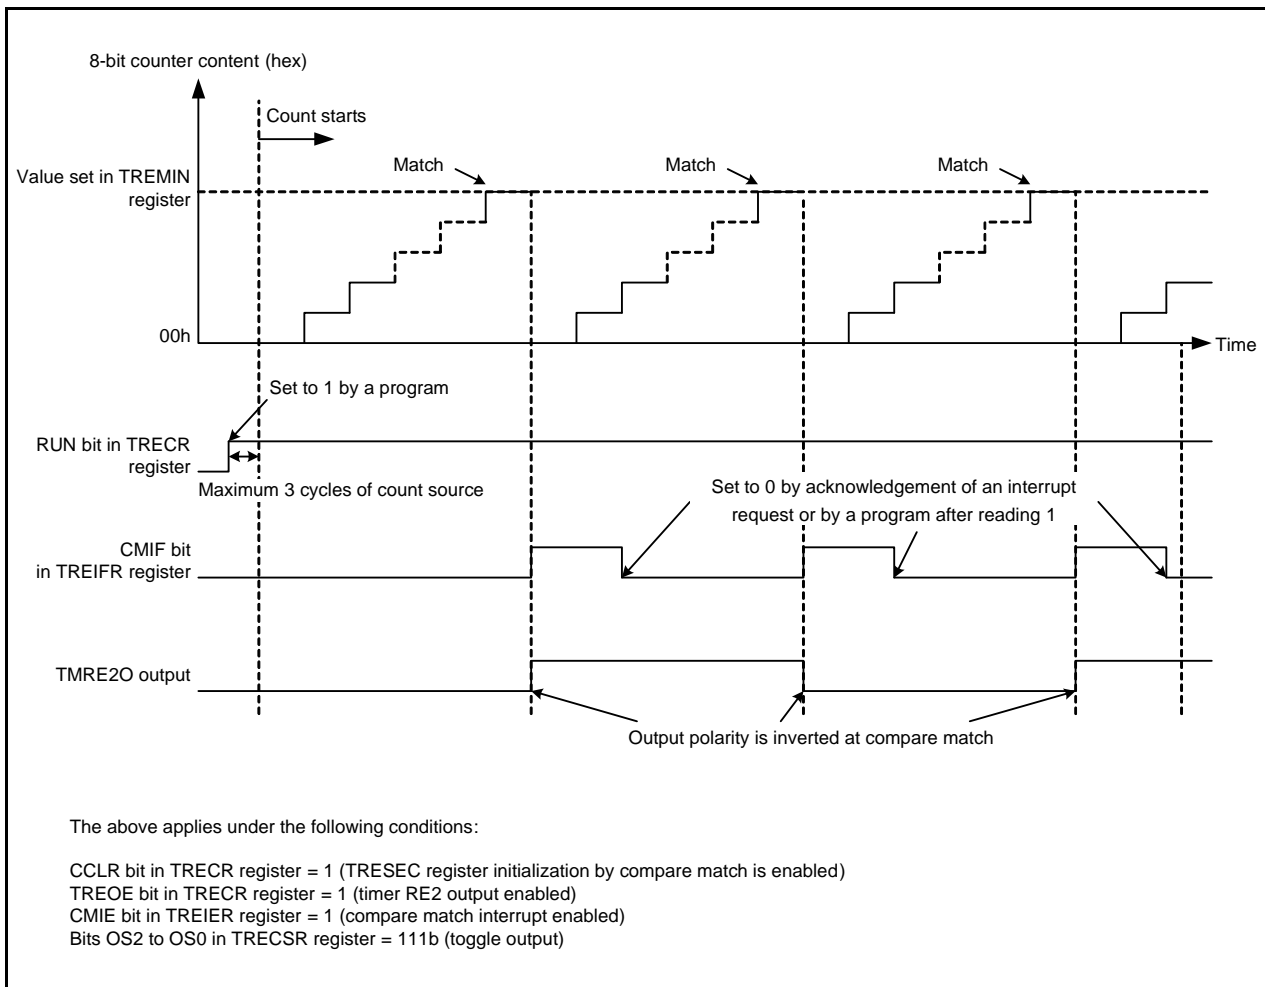 8-bit counter content (hex)
Count starts
Match
Match
Match
Value set in TREMIN
register
00h
Time
Set to 1 by a program
RUN bit in TRECR
register
Maximum 3 cycles of count source
Set to 0 by acknowledgement of an interrupt
request or by a program after reading 1
CMIF bit
in TREIFR register
TMRE2O output
Output polarity is inverted at compare match
The above applies under the following conditions:
CCLR bit in TRECR register = 1 (TRESEC register initialization by compare match is enabled)
TREOE bit in TRECR register = 1 (timer RE2 output enabled)
CMIE bit in TREIER register = 1 (compare match interrupt enabled)
Bits OS2 to OS0 in TRECSR register = 111b (toggle output)